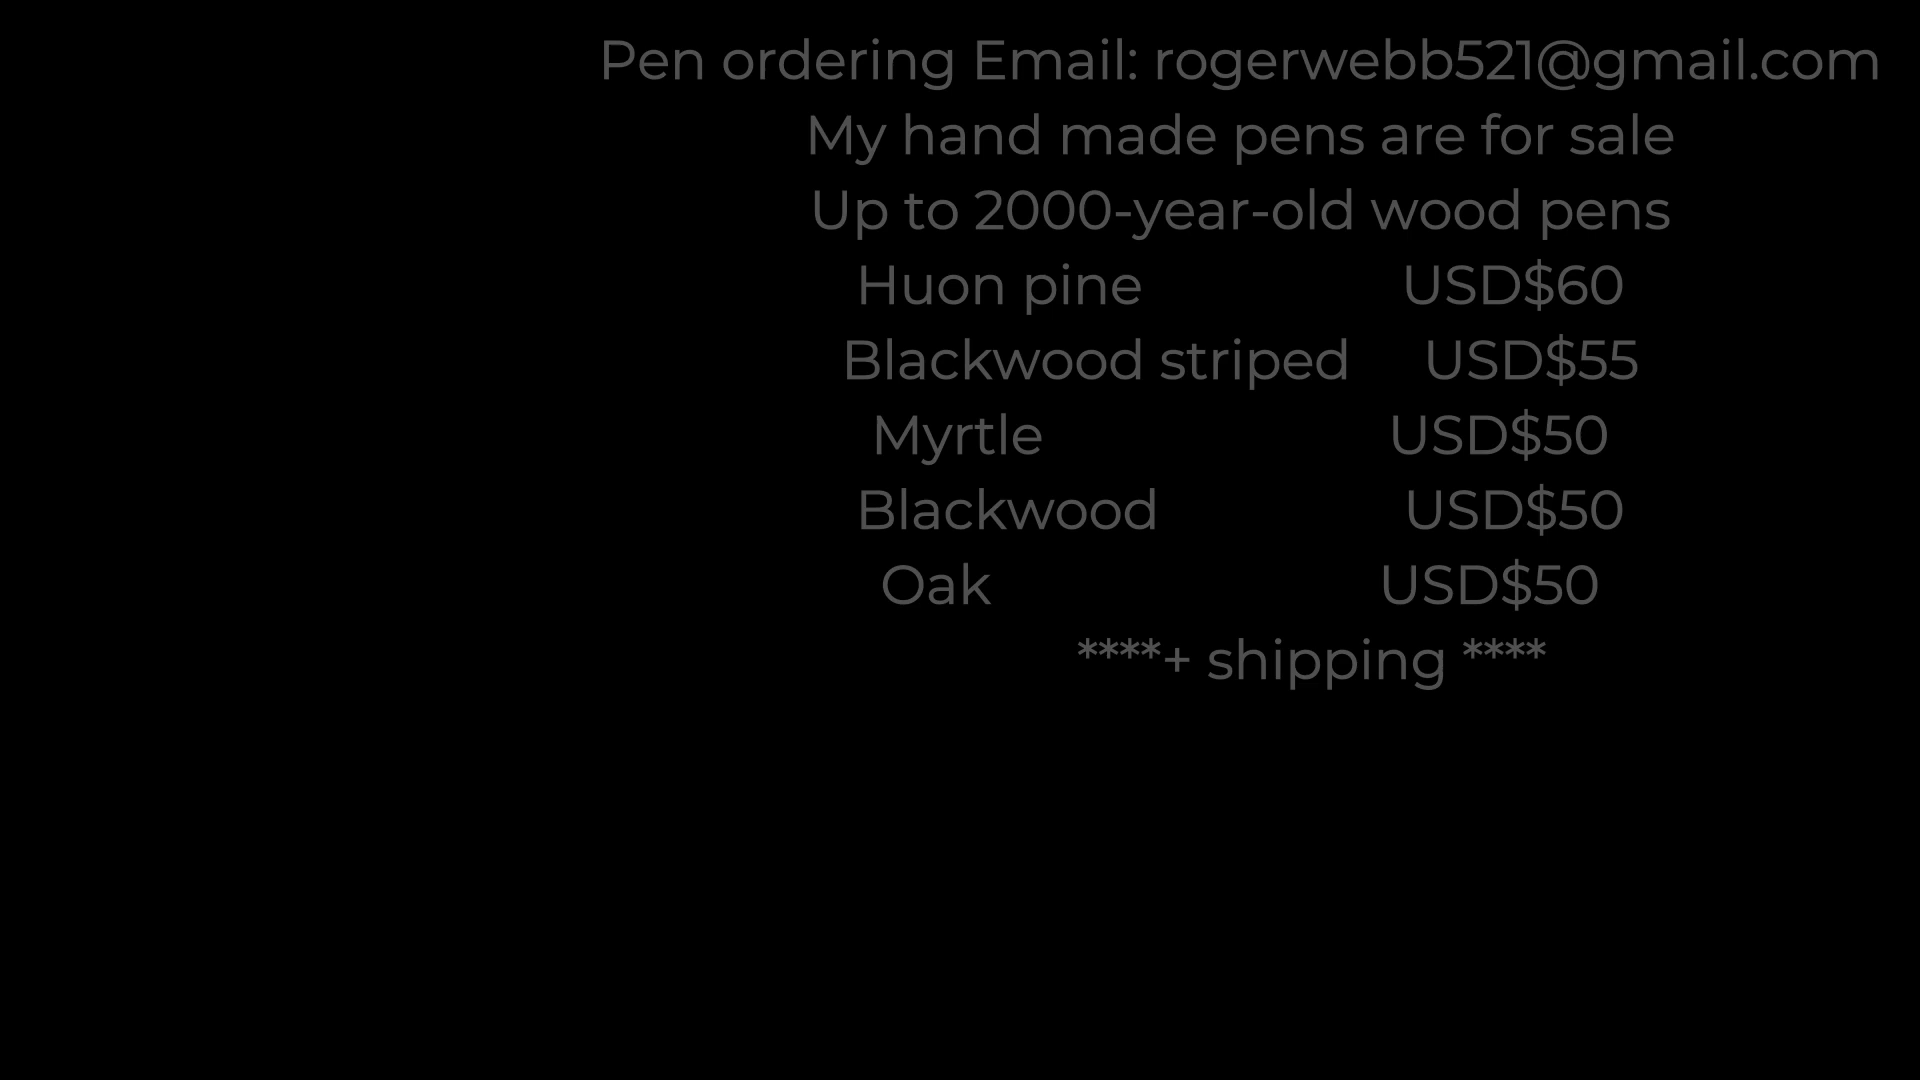 Pen ordering Email: rogerwebb521@gmail.com
My hand made pens are for sale
Up to 2000-year-old wood pens
Huon pine USD$60
Blackwood striped USD$55
Myrtle USD$50
Blackwood USD$50
Oak USD$50
****+ shipping ****